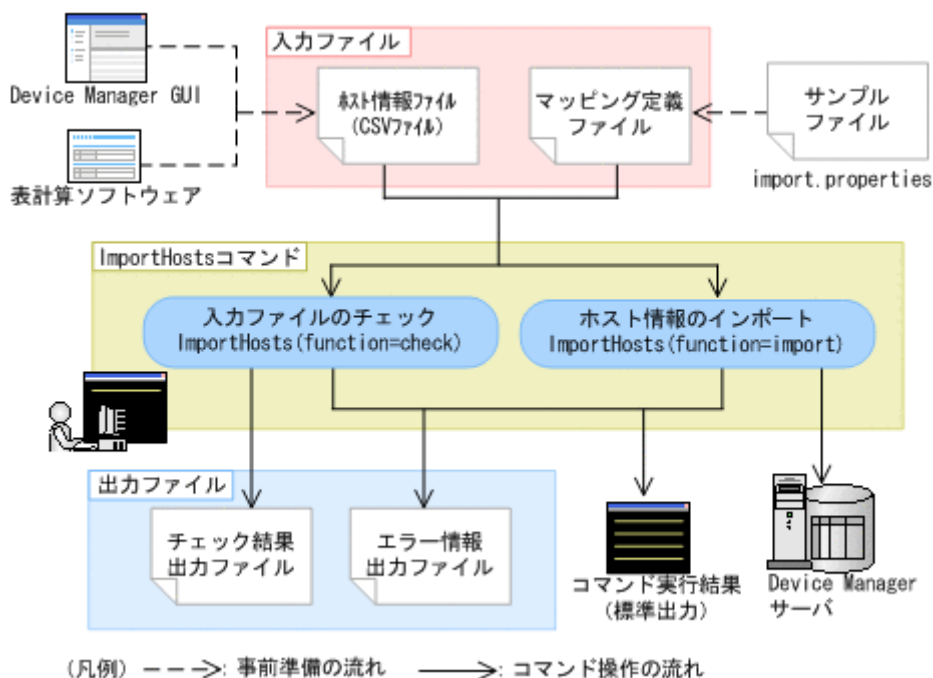 入力ファイル
Device Manager GUI
ホスト情報ファイル
(CSVファイル)
マッピング定義
ファイル
サンプル
ファイル
表計算ソフトウェア
import.properties
ImportHostsコマンド
入力ファイルのチェック
ImportHosts(function=check)
ホスト情報のインポート
ImportHosts(function=import)
出力ファイル
チェック結果
出力ファイル
エラー情報
出力ファイル
コマンド実行結果
(標準出力)
Device Manager
サーバ
(凡例) : 事前準備の流れ : コマンド操作の流れ